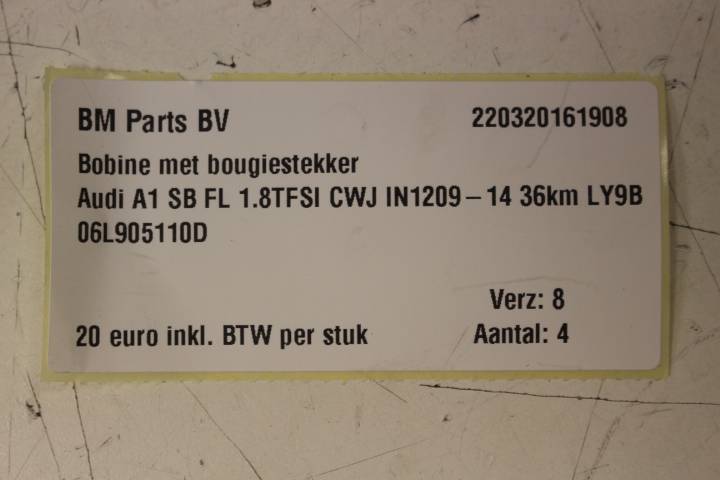 BM Parts BV 220320161908
Bobine met bougiestekker
Audi A1 SB FL 1.8TFSI CWJ IN1209 – 14 36km LY9B
06L905110D
Verz: 8
20 euro inkl. BTW per stuk Aantal: 4